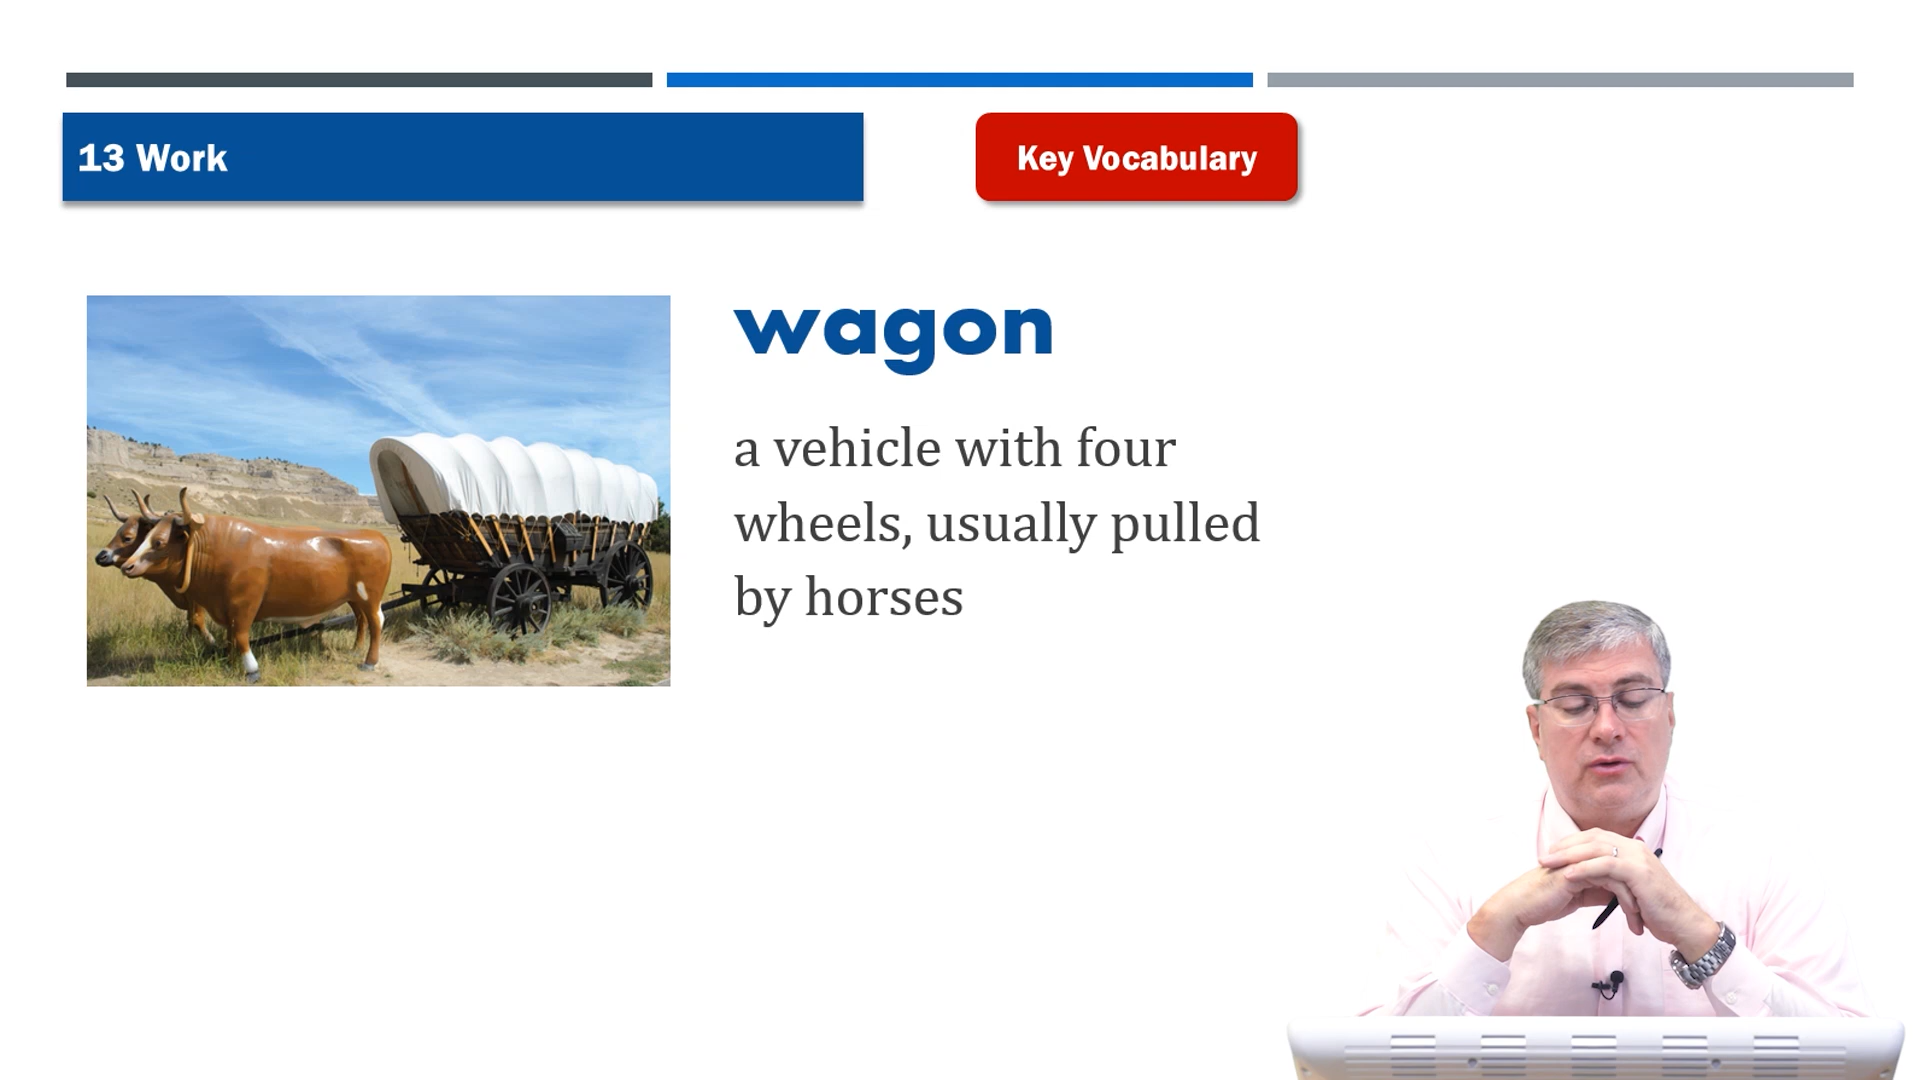 13 Work
Key Vocabulary
wagon
a vehicle with four
wheels, usually pulled
by horses